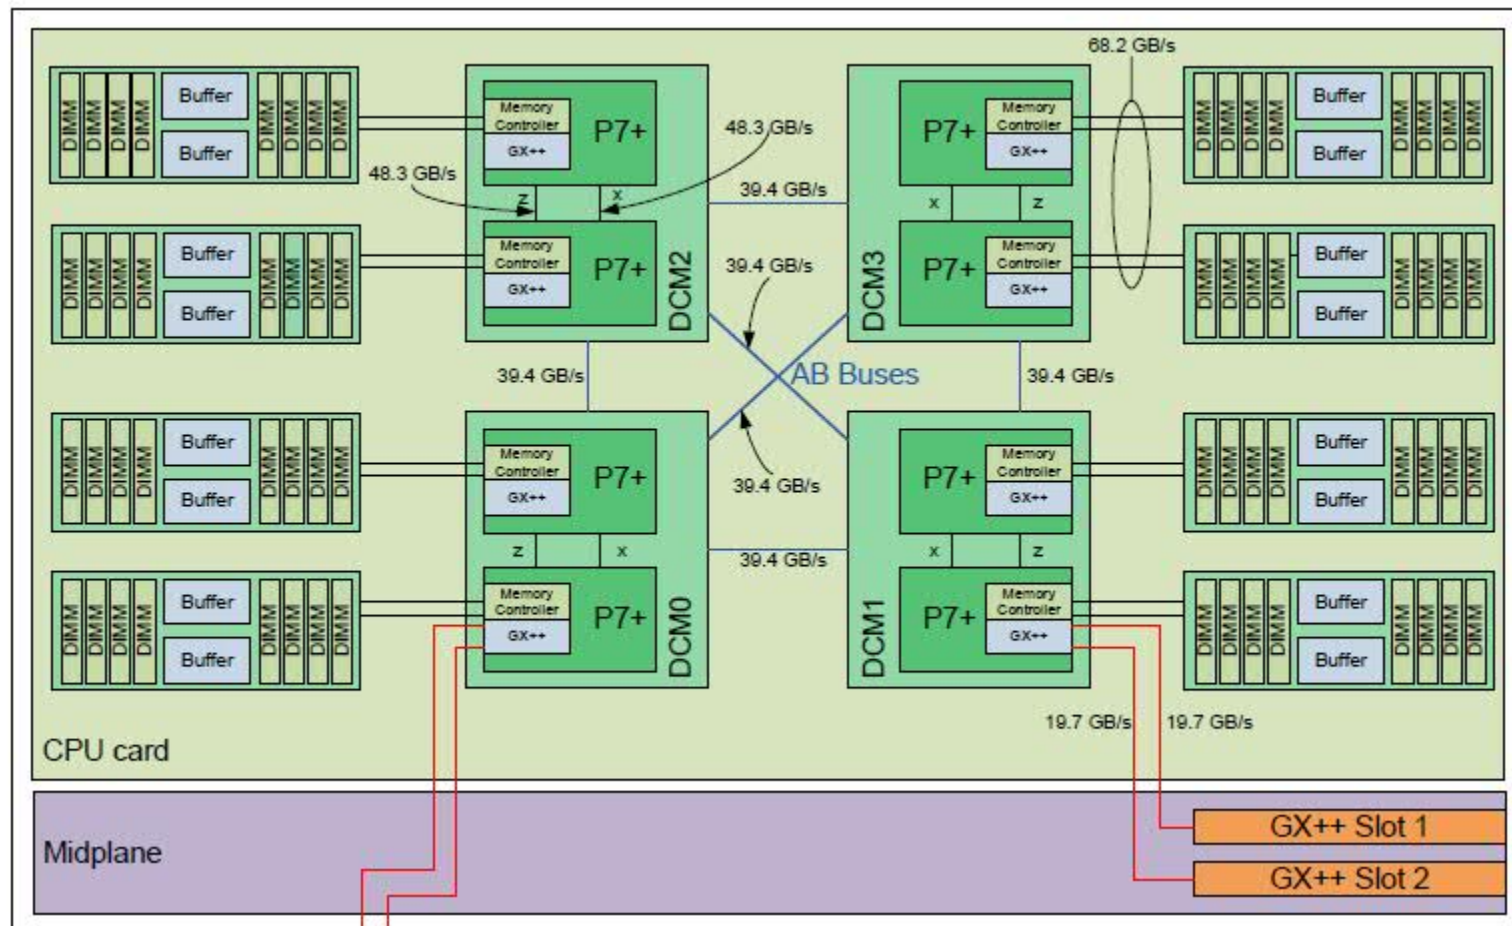 68.2 GB/s
DIMM DIMM DIMM DIMM Buffer Buffer DIMM DIMM DIMM DIMM
Memory Controller
GX++
P7+
48.3 GB/s
48.3 GB/s
z x
Memory Controller
GX++
P7+
DCM2
39.4 GB/s
Memory Controller
GX++
P7+
x z
Memory Controller
GX++
P7+
DCM3
DIMM DIMM DIMM DIMM Buffer Buffer DIMM DIMM DIMM DIMM
DIMM DIMM DIMM DIMM Buffer Buffer DIMM DIMM DIMM DIMM
39.4 GB/s
DIMM DIMM DIMM DIMM Buffer Buffer DIMM DIMM DIMM DIMM
39.4 GB/s
AB Buses
39.4 GB/s
DIMM DIMM DIMM DIMM Buffer Buffer DIMM DIMM DIMM DIMM
Memory Controller
GX++
P7+
z x
Memory Controller
GX++
P7+
DCM0
39.4 GB/s
39.4 GB/s
Memory Controller
GX++
P7+
x z
Memory Controller
GX++
P7+
DCM1
DIMM DIMM DIMM DIMM Buffer Buffer DIMM DIMM DIMM DIMM
DIMM DIMM DIMM DIMM Buffer Buffer DIMM DIMM DIMM DIMM
DIMM DIMM DIMM DIMM Buffer Buffer DIMM DIMM DIMM DIMM
19.7 GB/s
19.7 GB/s
CPU card
Midplane
GX++ Slot 1
GX++ Slot 2